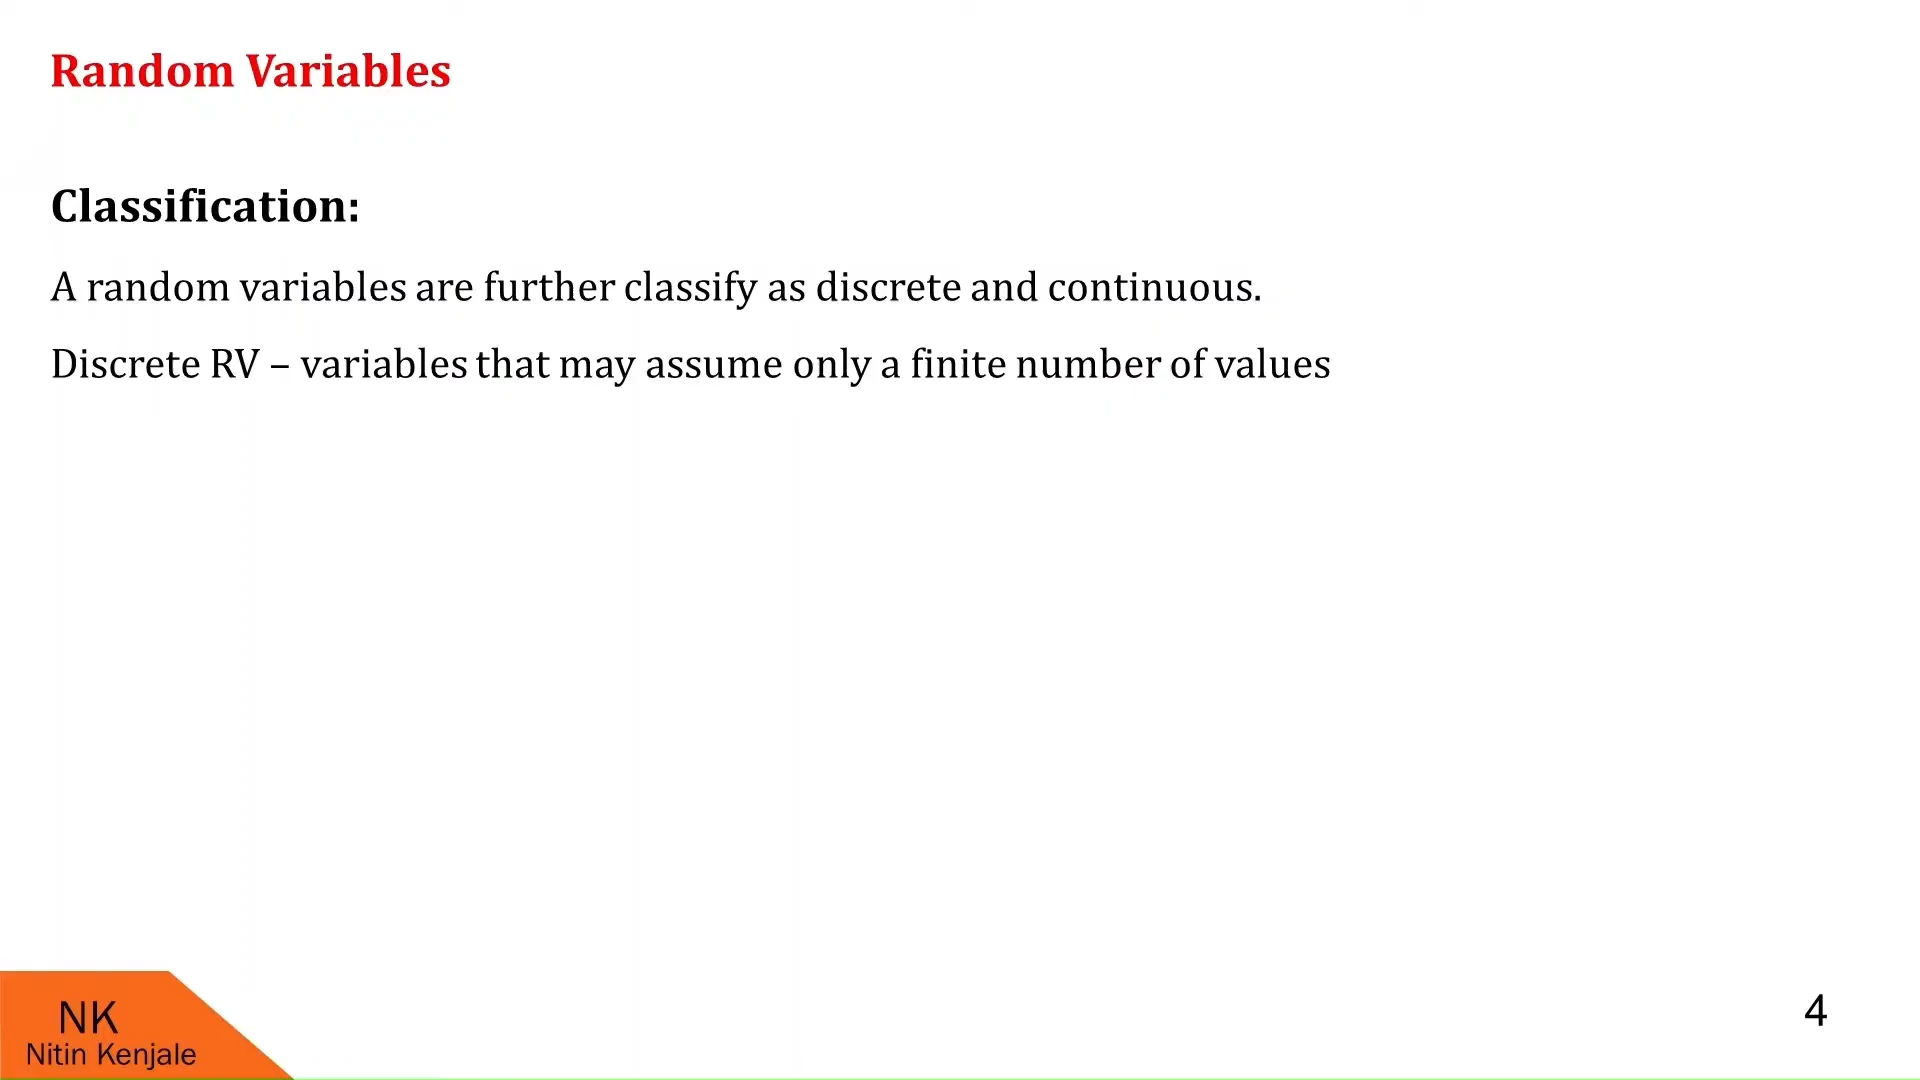 Random Variables
Classification:
A random variables are further classify as discrete and continuous.
Discrete RV – variables that may assume only a finite number of values
NK
Nitin Kenjale
4